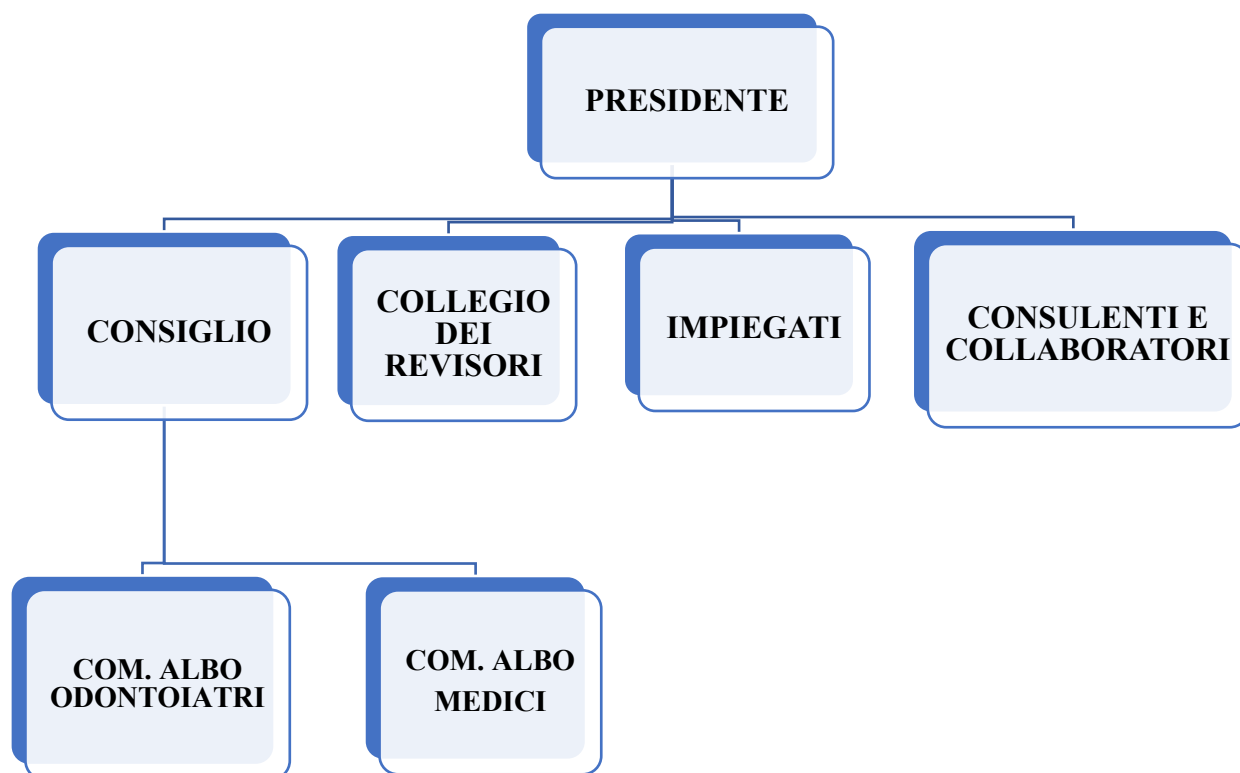 PRESIDENTE
CONSIGLIO
COLLEGIO
DEI
REVISORI
IMPIEGATI
CONSULENTI E
COLLABORATORI
COM. ALBO
ODONTOIATRI
COM. ALBO
MEDICI